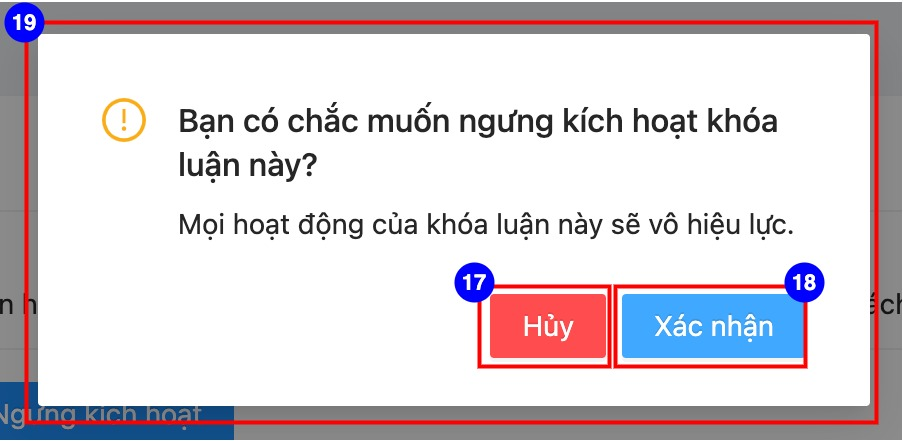 19
Bạn có chắc muốn ngưng kích hoạt khóa
luận này?
Mọi hoạt động của khóa luận này sẽ vô hiệu lực.
17
18
Hủy
Xác nhận
Ngưng kích hoạt